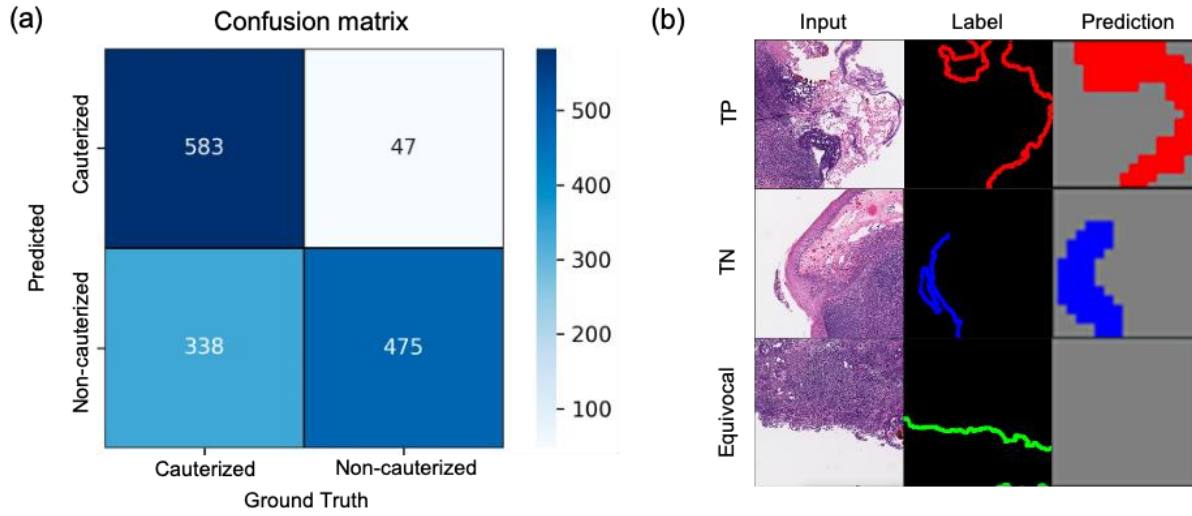 (a)
Confusion matrix
Predicted
Cauterized
583
47
Non-cauterized
338
475
Cauterized
Non-cauterized
Ground Truth
500
400
300
200
100
(b)
Input
Label
Prediction
TP
TN
Equivocal